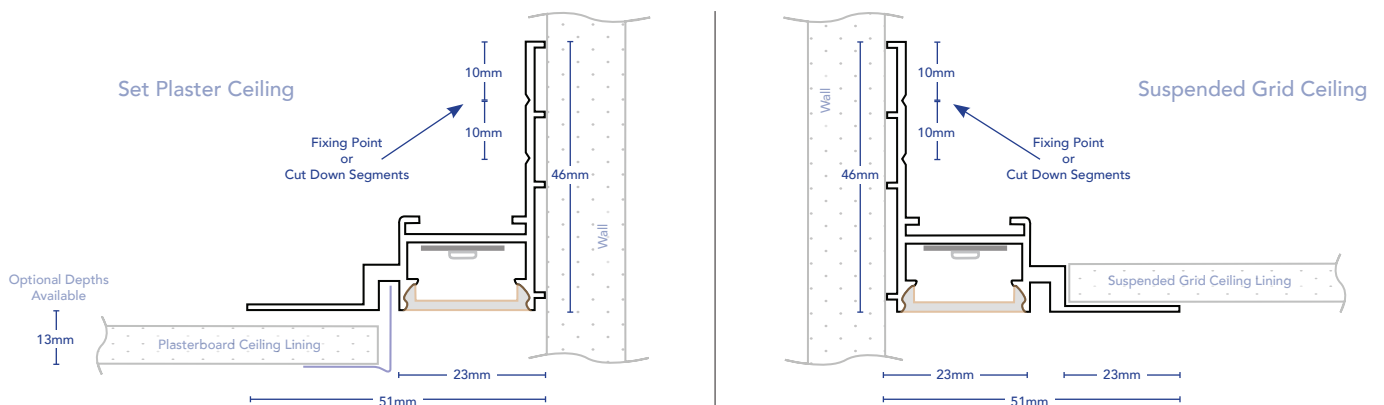 Set Plaster Ceiling
10mm
10mm
Fixing Point
or
Cut Down Segments
46mm
Wall
Optional Depths
Available
13mm
Plasterboard Ceiling Lining
23mm
51mm
Suspended Grid Ceiling
Wall
10mm
10mm
Fixing Point
or
Cut Down Segments
46mm
Suspended Grid Ceiling Lining
23mm
23mm
51mm